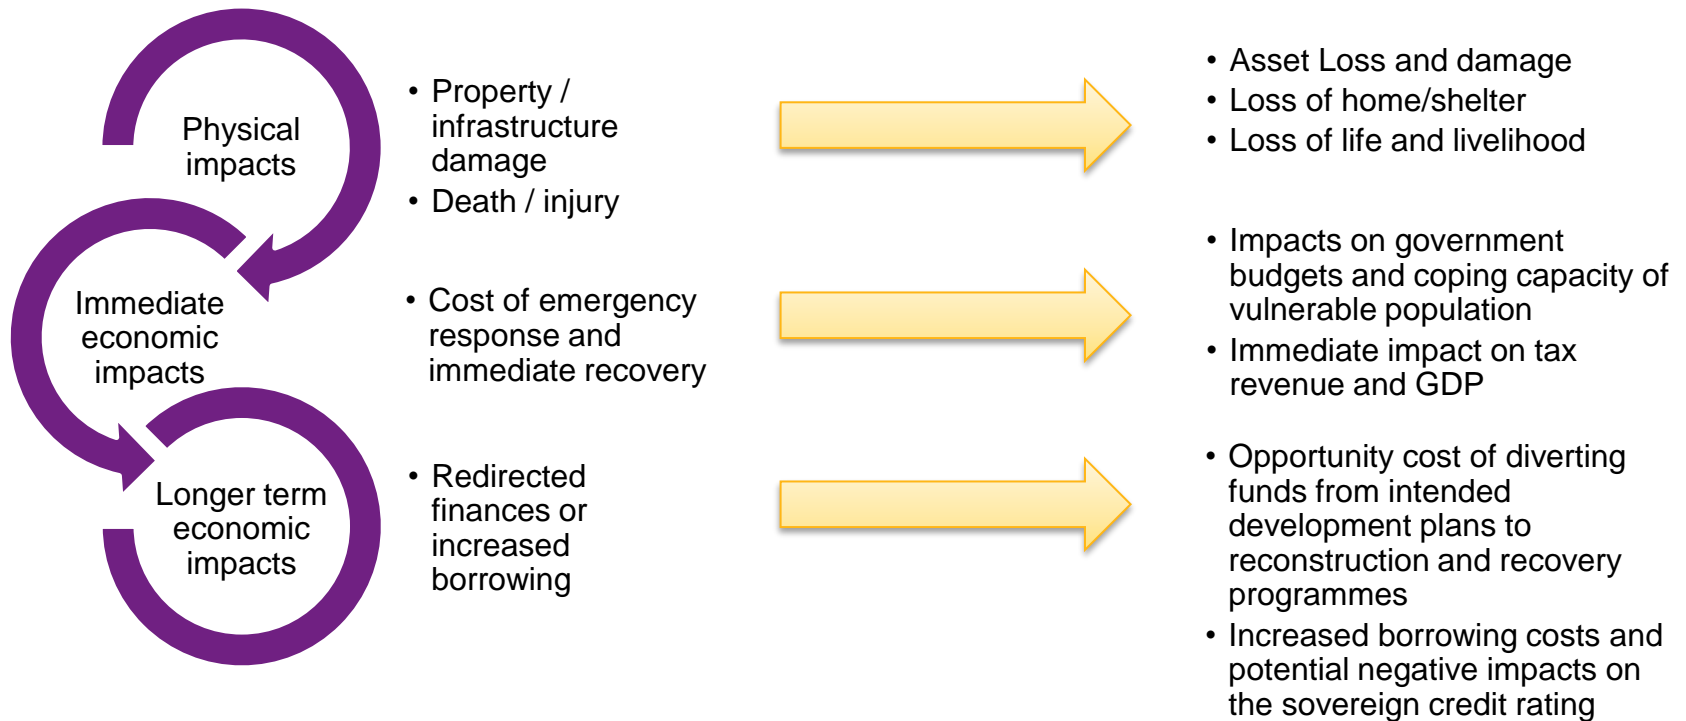 Physical
impacts
• Property /
infrastructure
damage
• Death / injury
• Asset Loss and damage
• Loss of home/shelter
• Loss of life and livelihood
Immediate
economic
impacts
• Cost of emergency
response and
immediate recovery
• Impacts on government
budgets and coping capacity of
vulnerable population
• Immediate impact on tax
revenue and GDP
Longer term
economic
impacts
• Redirected
finances or
increased
borrowing
• Opportunity cost of diverting
funds from intended
development plans to
reconstruction and recovery
programmes
• Increased borrowing costs and
potential negative impacts on
the sovereign credit rating